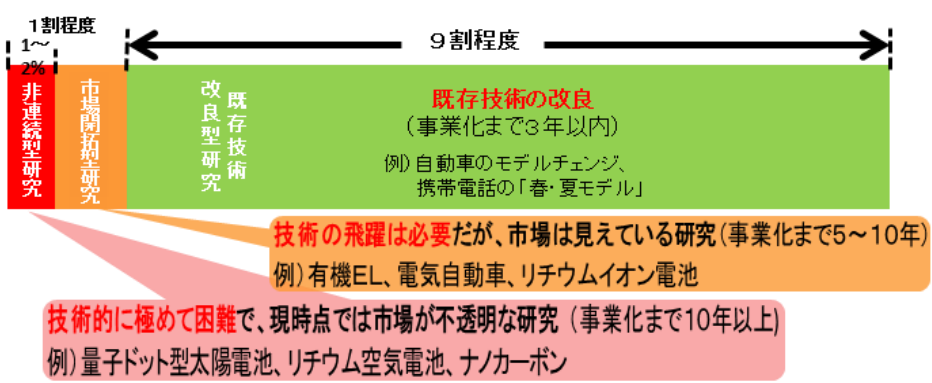 1割程度
1～
2%
９割程度
非連続型研究
市場開拓型研究
既存技術
改良型研究
既存技術の改良
（事業化まで３年以内）
例）自動車のモデルチェンジ、
携帯電話の「春・夏モデル」
技術の飛躍は必要だが、市場は見えている研究（事業化まで5～10年）
例）有機EL、電気自動車、リチウムイオン電池
技術的に極めて困難で、現時点では市場が不透明な研究（事業化まで10年以上）
例）量子ドット型太陽電池、リチウム空気電池、ナノカーボン